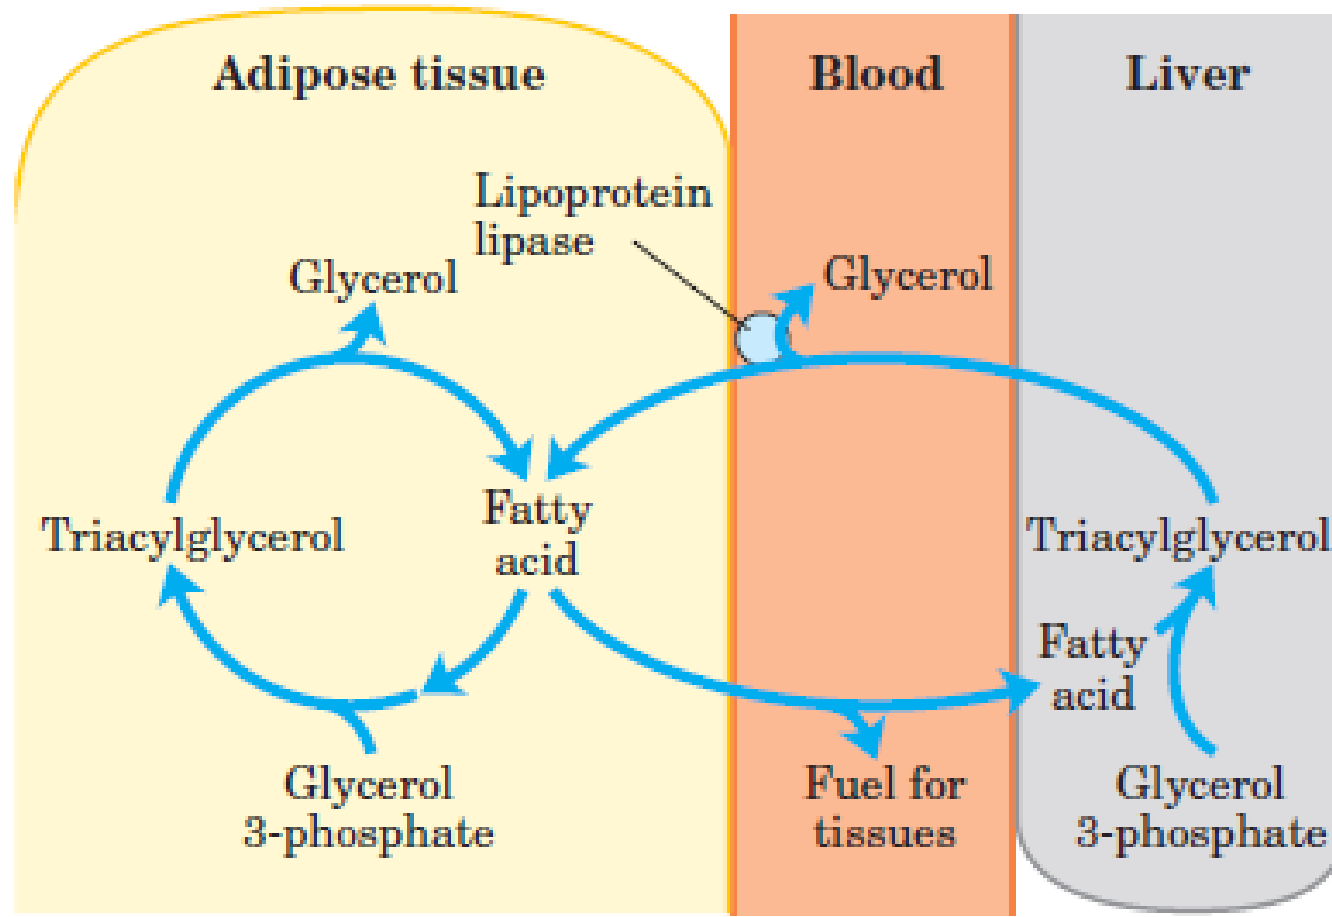 Adipose tissue
Blood
Liver
Lipoprotein
lipase
Glycerol
Glycerol
Triacylglycerol
Fatty
acid
Triacylglycerol
Fatty
acid
Glycerol
3-phosphate
Fuel for
tissues
Glycerol
3-phosphate